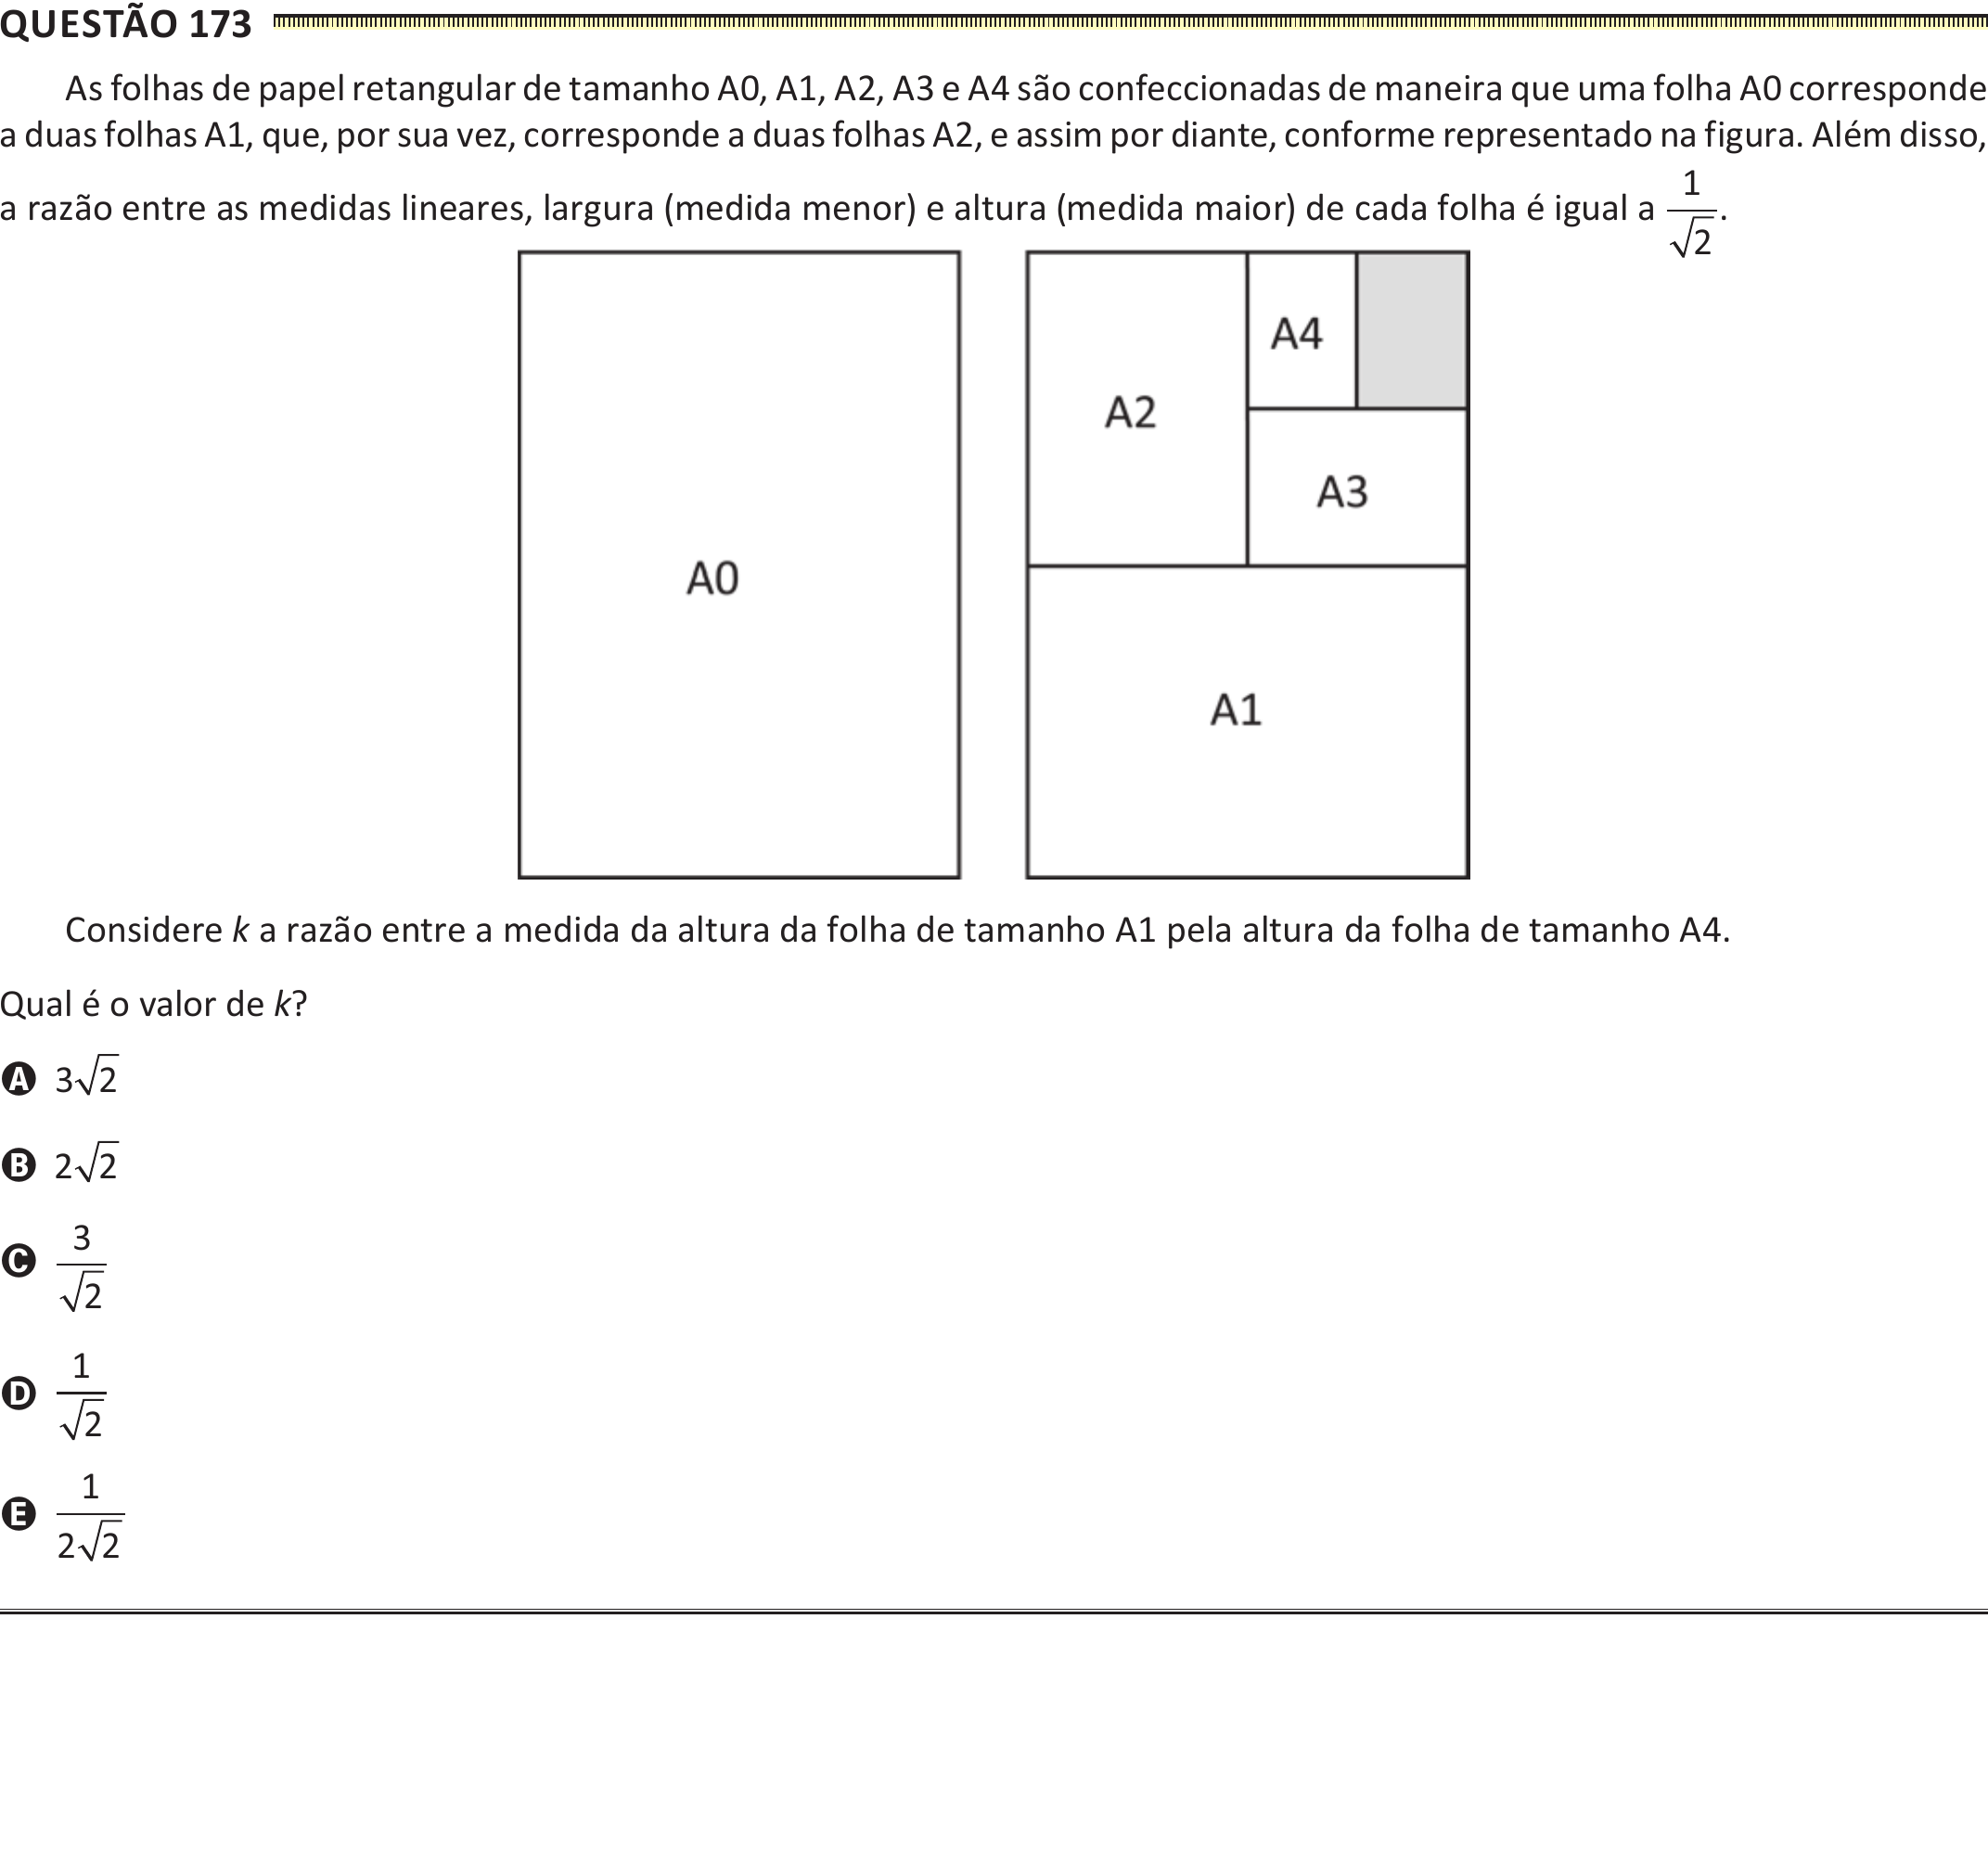 QUESTÃO 173
As folhas de papel retangular de tamanho A0, A1, A2, A3 e A4 são confeccionadas de maneira que uma folha A0 corresponde
a duas folhas A1, que, por sua vez, corresponde a duas folhas A2, e assim por diante, conforme representado na figura. Além disso,
a razão entre as medidas lineares, largura (medida menor) e altura (medida maior) de cada folha é igual a 1/√2.
A0
A2
A4
A3
A1
Considere k a razão entre a medida da altura da folha de tamanho A1 pela altura da folha de tamanho A4.
Qual é o valor de k?
A 3√2
B 2√2
C 3/√2
D 1/√2
E 1/2√2